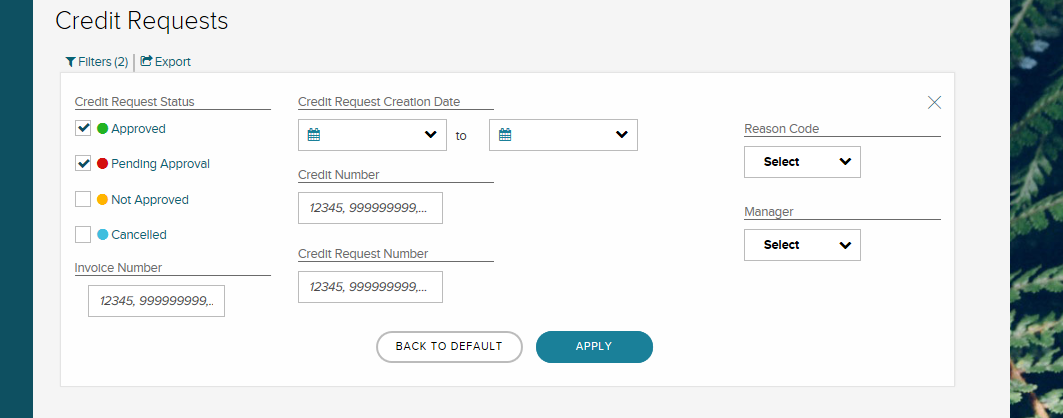 Credit Requests
Filters (2)
Export
Credit Request Status
Approved
Pending Approval
Not Approved
Cancelled
Invoice Number
12345, 999999999,..
Credit Request Creation Date
to
Credit Number
12345, 999999999,...
Credit Request Number
12345, 999999999,...
Reason Code
Select
Manager
Select
BACK TO DEFAULT
APPLY